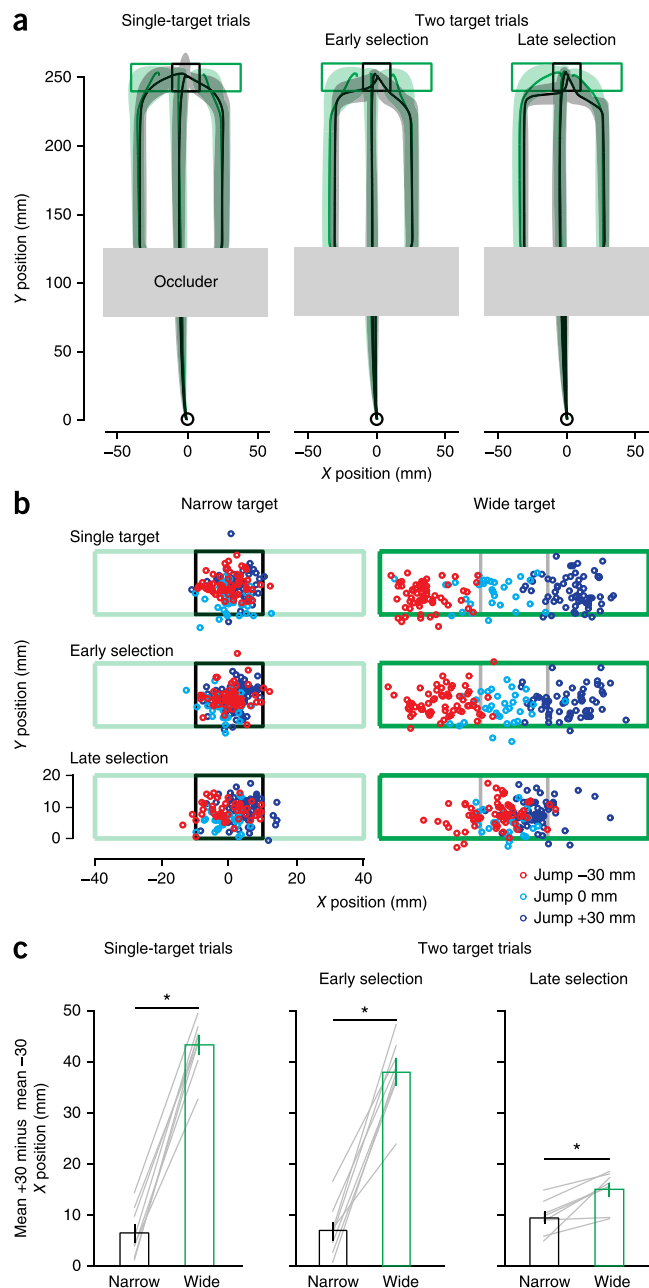 a
Single-target trials
Two target trials
Early selection
Late selection
250
200
150
100
50
0
Y position (mm)
Occluder
−50 0 50
−50 0 50
−50 0 50
X position (mm)
b
Narrow target
Wide target
Single target
Early selection
Late selection
Y position (mm)
20
10
0
−40 −20 0 20 40
X position (mm)
Jump −30 mm
Jump 0 mm
Jump +30 mm
c
Single-target trials
Two target trials
Early selection
Late selection
Mean +30 minus mean −30
X position (mm)
50
40
30
20
10
0
*
*
*
Narrow Wide
Narrow Wide
Narrow Wide